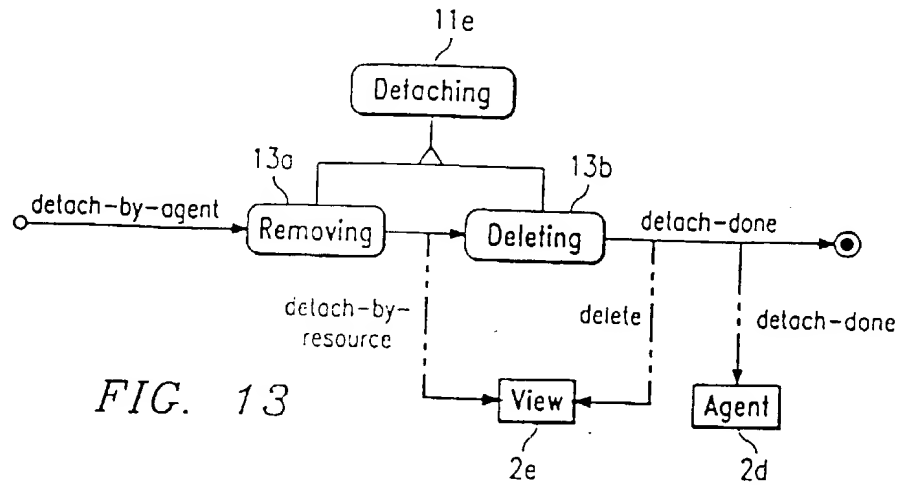 11e
Detaching
13a
13b
detach-by-agent
Removing
Deleting
detach-done
detach-by-
resource
delete
detach-done
FIG. 13
View
Agent
2e
2d